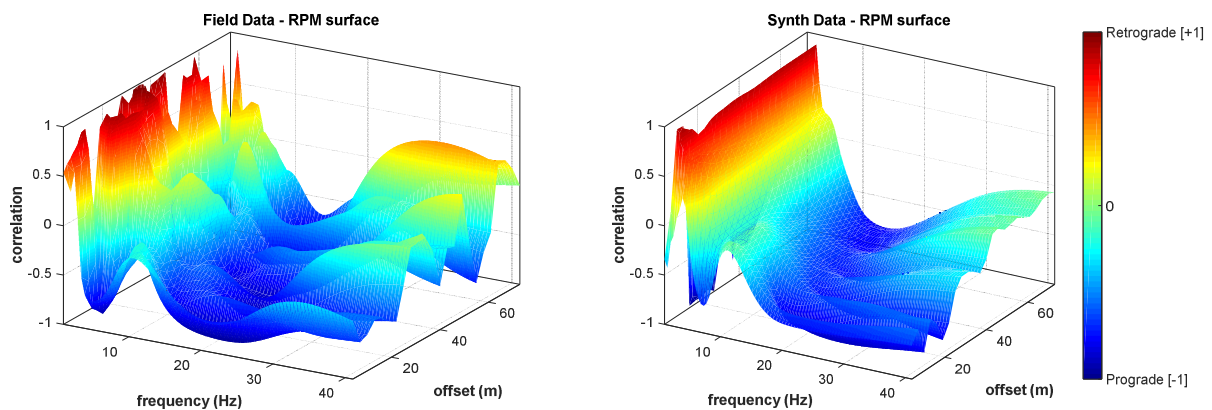 Field Data - RPM surface
1
0.5
0
-0.5
-1
correlation
10
20
30
40
frequency (Hz)
20
40
60
offset (m)
Synth Data - RPM surface
1
0.5
0
-0.5
-1
correlation
10
20
30
40
frequency (Hz)
20
40
60
offset (m)
Retrograde [+1]
0
Prograde [-1]